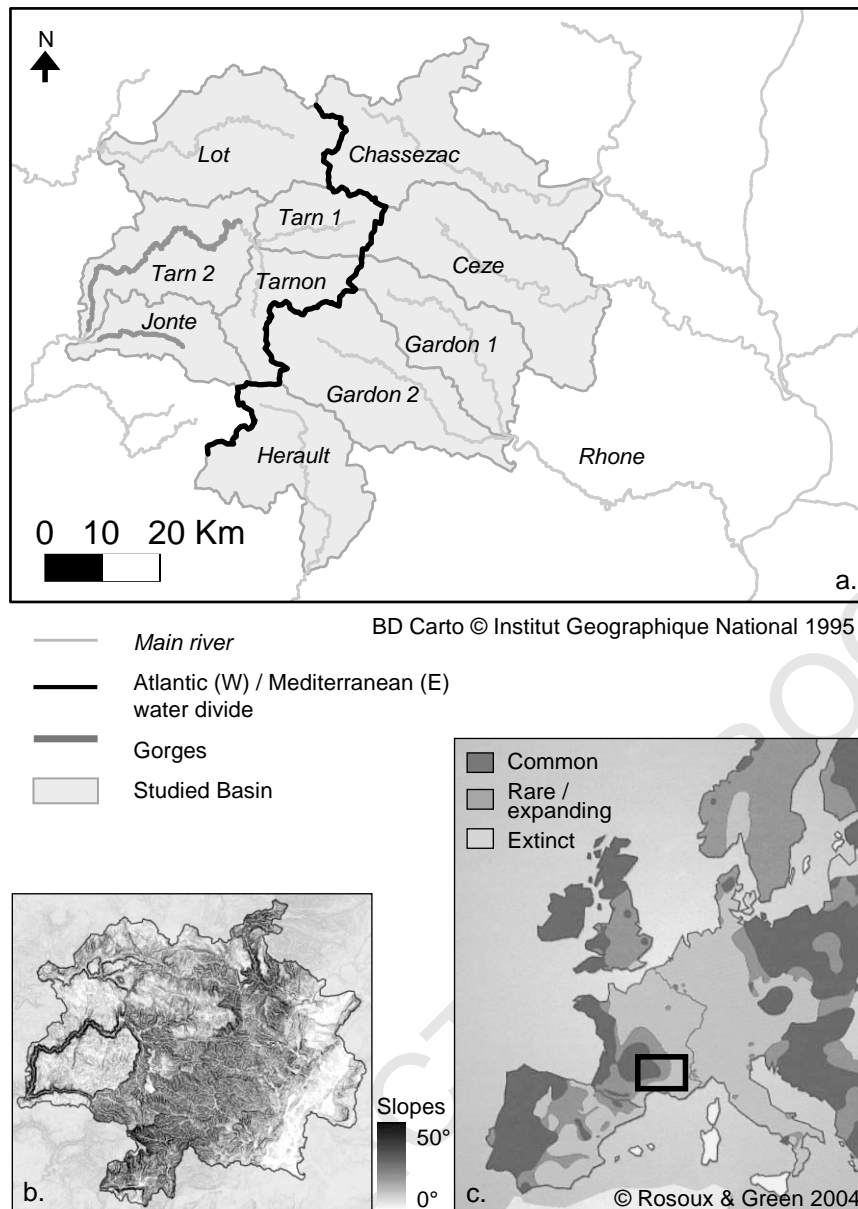 N
Lot
Chassezac
Tarn 1
Tarn 2
Tarnon
Ceze
Jonte
Gardon 1
Gardon 2
Herault
Rhone
0 10 20 Km
a.
BD Carto © Institut Geographique National 1995
Main river
Atlantic (W) / Mediterranean (E)
water divide
Gorges
Studied Basin
Common
Rare /
expanding
Extinct
Slopes
50°
0°
b.
c.
© Rosoux & Green 2004